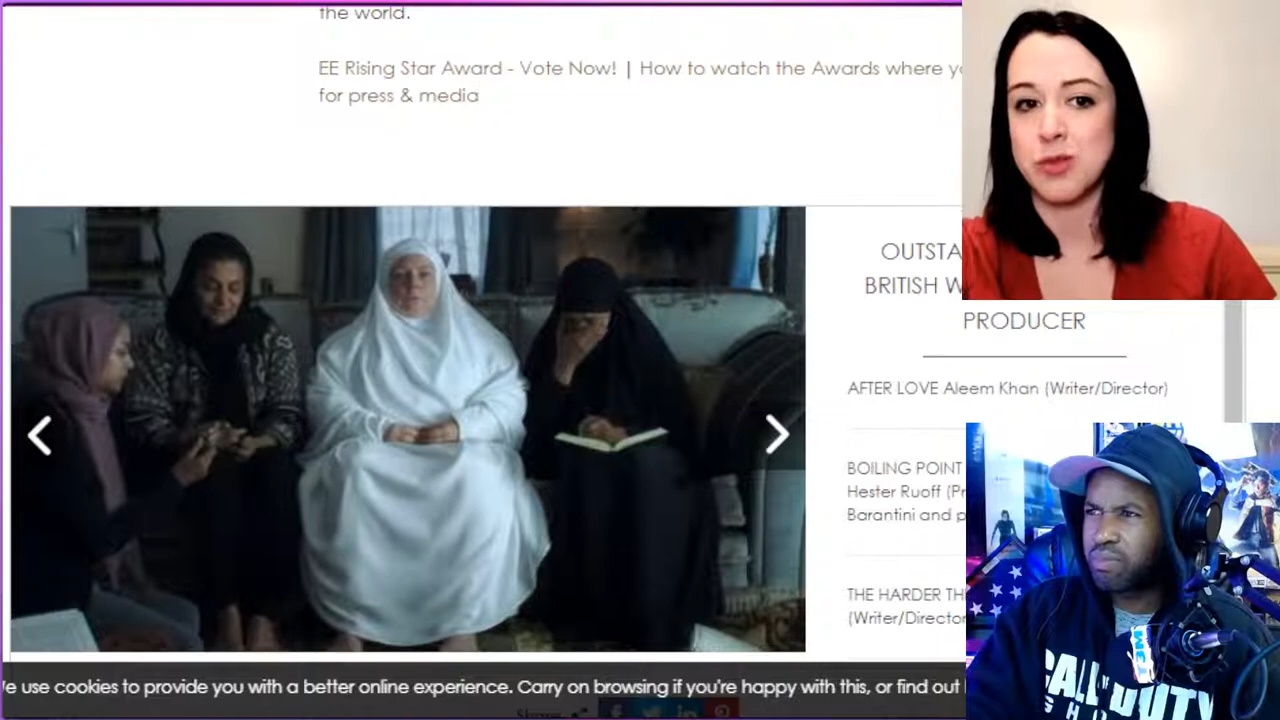 the world.
EE Rising Star Award - Vote Now! | How to watch the Awards where
for press & media
OUTSTA
BRITISH W
PRODUCER
AFTER LOVE Aleem Khan (Writer/Director)
BOILING POINT
Hester Ruoff (Pr
Barantini and p
THE HARDER TH
(Writer/Director
CALL OF DUTY
e use cookies to provide you with a better online experience. Carry on browsing if you're happy with this, or find out
Share